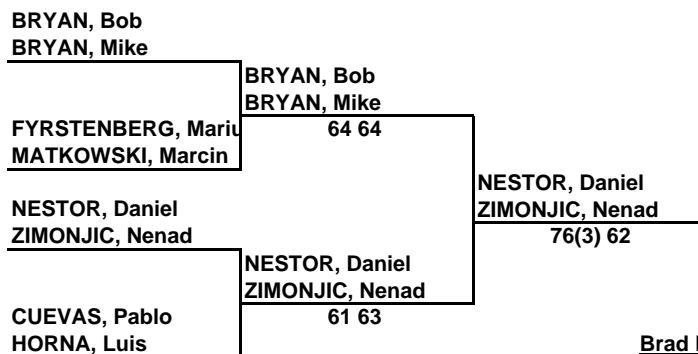 BRYAN, Bob
BRYAN, Mike
BRYAN, Bob
BRYAN, Mike
64 64
FYRSTENBERG, Mariu
MATKOWSKI, Marcin
NESTOR, Daniel
ZIMONJIC, Nenad
76(3) 62
NESTOR, Daniel
ZIMONJIC, Nenad
NESTOR, Daniel
ZIMONJIC, Nenad
61 63
CUEVAS, Pablo
HORNA, Luis
Brad